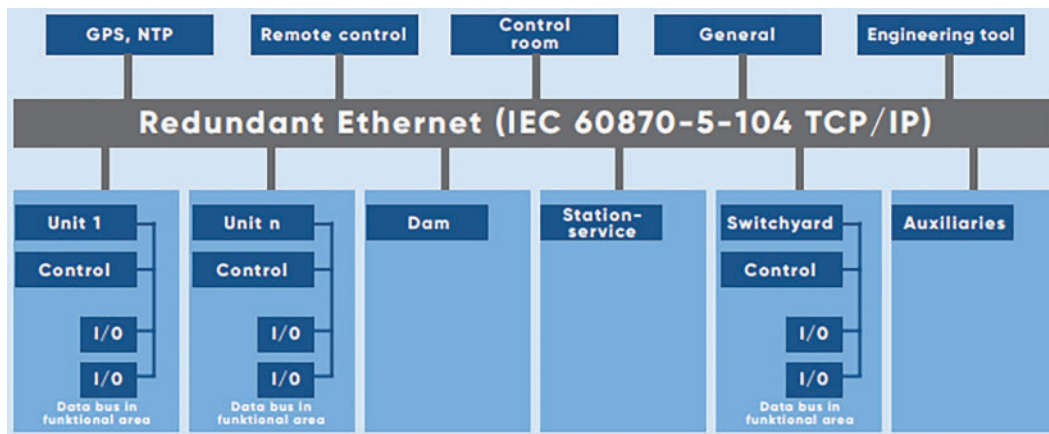 GPS, NTP
Remote control
Control
room
General
Engineering tool
Redundant Ethernet (IEC 60870-5-104 TCP/IP)
Unit 1
Control
I/O
I/O
Data bus in
funktional area
Unit n
Control
I/O
I/O
Data bus in
funktional area
Dam
Station-
service
Switchyard
Control
I/O
I/O
Data bus in
funktional area
Auxiliaries